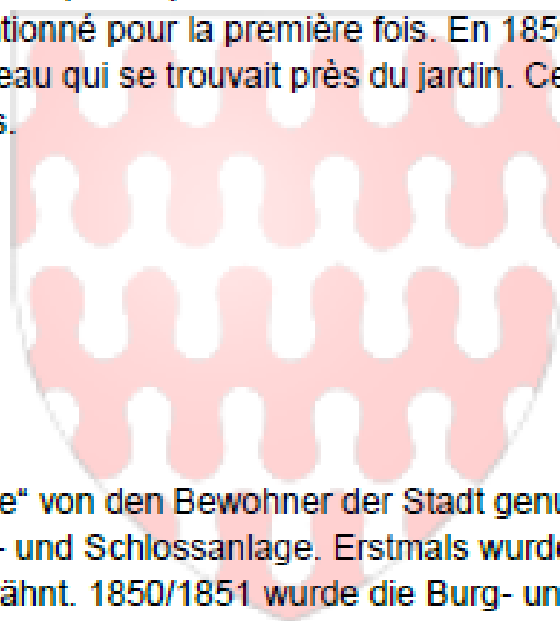 tionné pour la première fois. En 185
eau qui se trouvait près du jardin. Ce
s.
e“ von den Bewohner der Stadt genu
- und Schlossanlage. Erstmals wurde
ähnt. 1850/1851 wurde die Burg- un